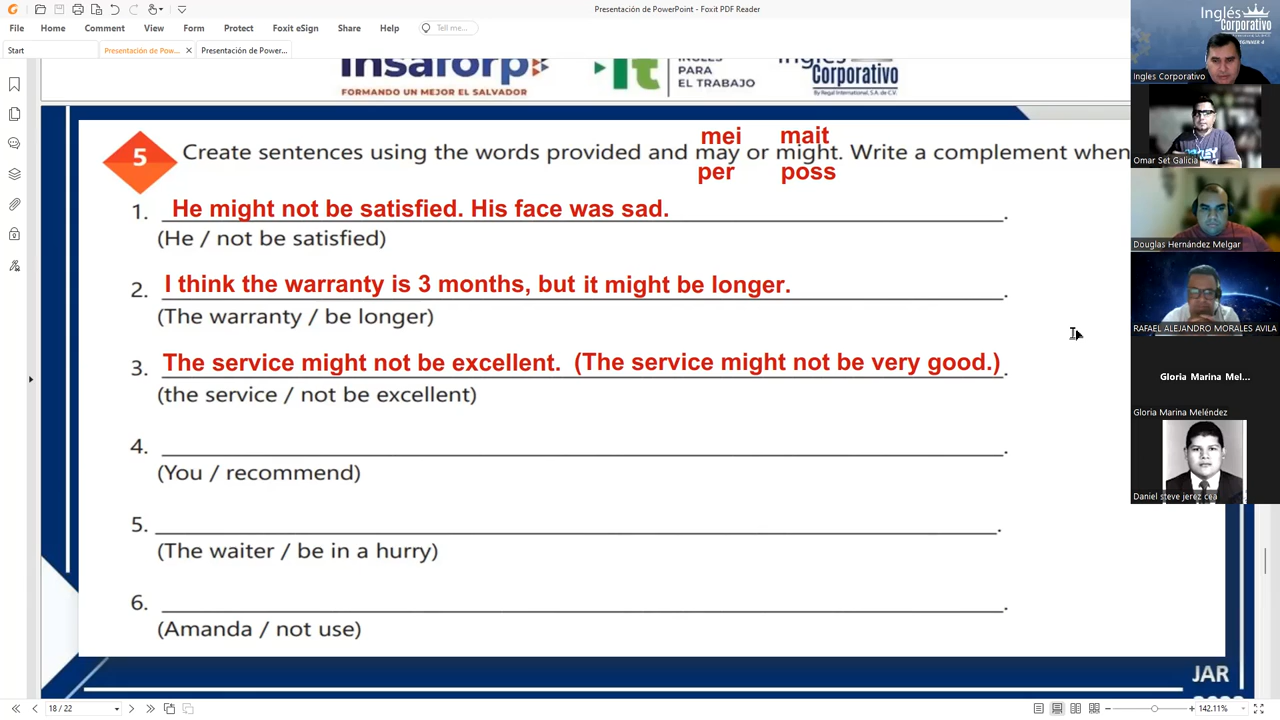 Presentación de PowerPoint - Foxit PDF Reader
File Home Comment View Form Protect Foxit eSign Share Help Tell me...
Start Presentación de Pow... Presentación de Power...
Insaforp
FORMANDO UN MEJOR EL SALVADOR
INGLÉS
PARA
EL TRABAJO
Inglés
Corporativo
By Regal International, S.A. de C.V.
mei mait
5 Create sentences using the words provided and may or might. Write a complement when
per poss
1. He might not be satisfied. His face was sad.
(He / not be satisfied)
2. I think the warranty is 3 months, but it might be longer.
(The warranty / be longer)
3. The service might not be excellent. (The service might not be very good.)
(the service / not be excellent)
4.
(You / recommend)
5.
(The waiter / be in a hurry)
6.
(Amanda / not use)
JAR
18 / 22
142.11%
Inglés
Corporativo
Ingles Corporativo
Omar Set Galicia
Douglas Hernández Melgar
RAFAEL ALEJANDRO MORALES AVILA
Gloria Marina Mel...
Gloria Marina Meléndez
Daniel steve jerez cea